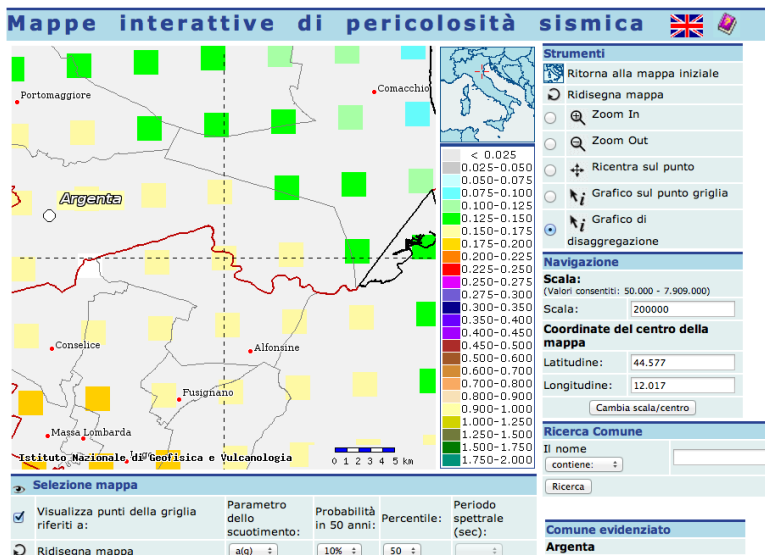 Mappe interattive di pericolosità sismica
Portomaggiore
Comacchio
Argenta
Conselice
Alfonsine
Fusignano
Massa Lombarda
Lugo
Istituto Nazionale di Geofisica e Vulcanologia
0 1 2 3 4 5 km
< 0.025
0.025-0.050
0.050-0.075
0.075-0.100
0.100-0.125
0.125-0.150
0.150-0.175
0.175-0.200
0.200-0.225
0.225-0.250
0.250-0.275
0.275-0.300
0.300-0.350
0.350-0.400
0.400-0.450
0.450-0.500
0.500-0.600
0.600-0.700
0.700-0.800
0.800-0.900
0.900-1.000
1.000-1.250
1.250-1.500
1.500-1.750
1.750-2.000
Strumenti
Ritorna alla mappa iniziale
Ridisegna mappa
Zoom In
Zoom Out
Ricentra sul punto
Grafico sul punto griglia
Grafico di
disaggregazione
Navigazione
Scala:
(Valori consentiti: 50.000 - 7.909.000)
Scala: 200000
Coordinate del centro della
mappa
Latitudine: 44.577
Longitudine: 12.017
Cambia scala/centro
Ricerca Comune
Il nome
contiene:
Ricerca
Comune evidenziato
Argenta
Selezione mappa
Visualizza punti della griglia
riferiti a:
Parametro
dello
scuotimento:
Probabilità
in 50 anni:
Percentile:
Periodo
spettrale
(sec):
Ridisegna mappa
a(g)
10%
50